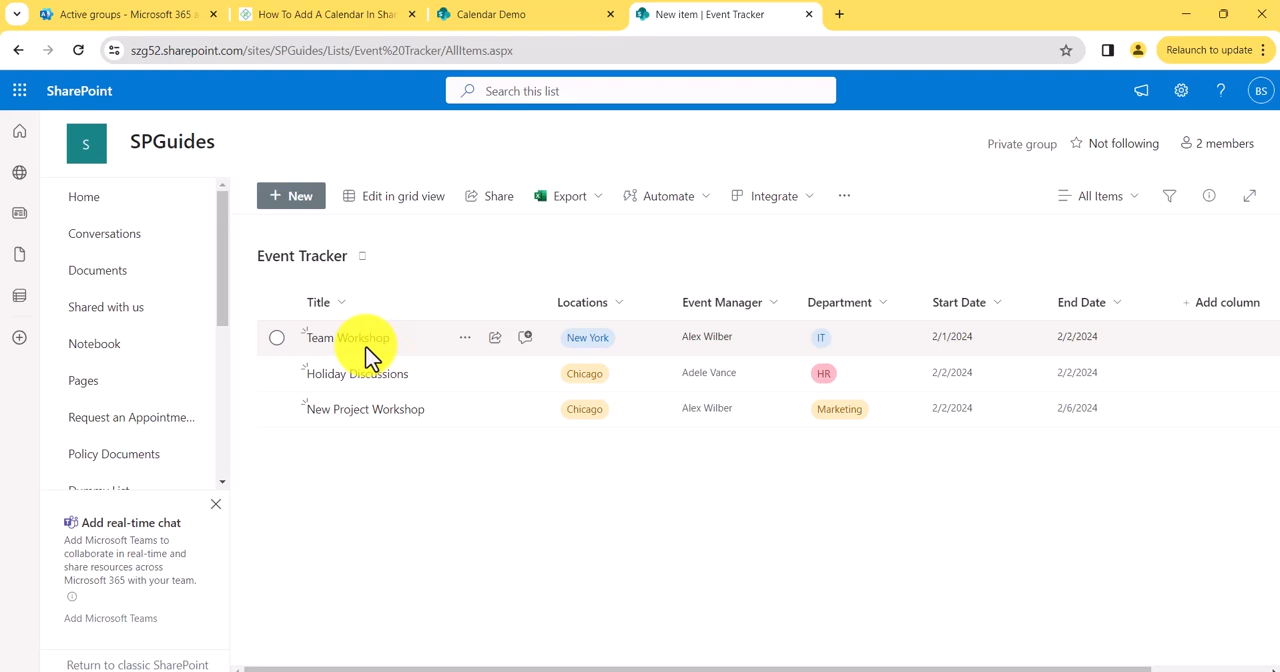 Active groups - Microsoft 365 a
How To Add A Calendar In Shar
Calendar Demo
New item | Event Tracker
szg52.sharepoint.com/sites/SPGuides/Lists/Event%20Tracker/AllItems.aspx
Relaunch to update
SharePoint
Search this list
BS
S
SPGuides
Private group
Not following
2 members
Home
Conversations
Documents
Shared with us
Notebook
Pages
Request an Appointme...
Policy Documents
Dummy List
+ New
Edit in grid view
Share
Export
Automate
Integrate
All Items
Event Tracker
Title
Locations
Event Manager
Department
Start Date
End Date
+ Add column
Team Workshop
New York
Alex Wilber
IT
2/1/2024
2/2/2024
Holiday Discussions
Chicago
Adele Vance
HR
2/2/2024
2/2/2024
New Project Workshop
Chicago
Alex Wilber
Marketing
2/2/2024
2/6/2024
Add real-time chat
Add Microsoft Teams to
collaborate in real-time and
share resources across
Microsoft 365 with your team.
Add Microsoft Teams
Return to classic SharePoint